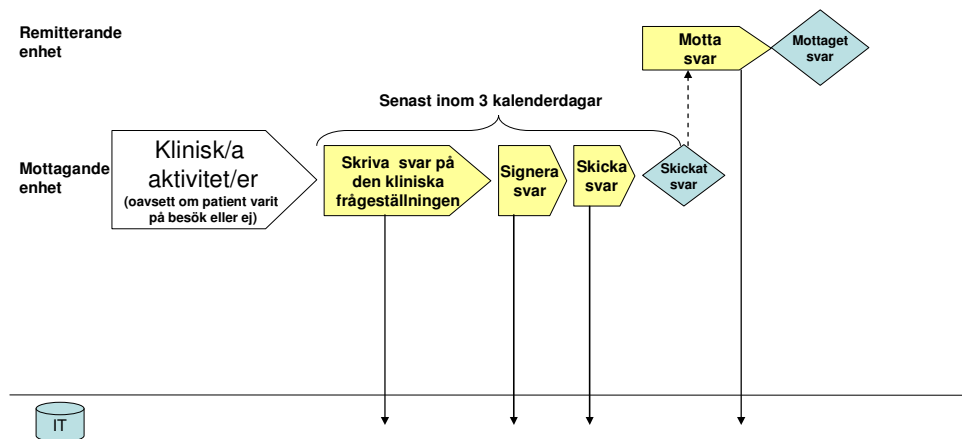 Remitterande
enhet
Motta
svar
Mottaget
svar
Senast inom 3 kalenderdagar
Mottagande
enhet
Klinisk/a
aktivitet/er
(oavsett om patient varit
på besök eller ej)
Skriva svar på
den kliniska
frågeställningen
Signera
svar
Skicka
svar
Skickat
svar
IT